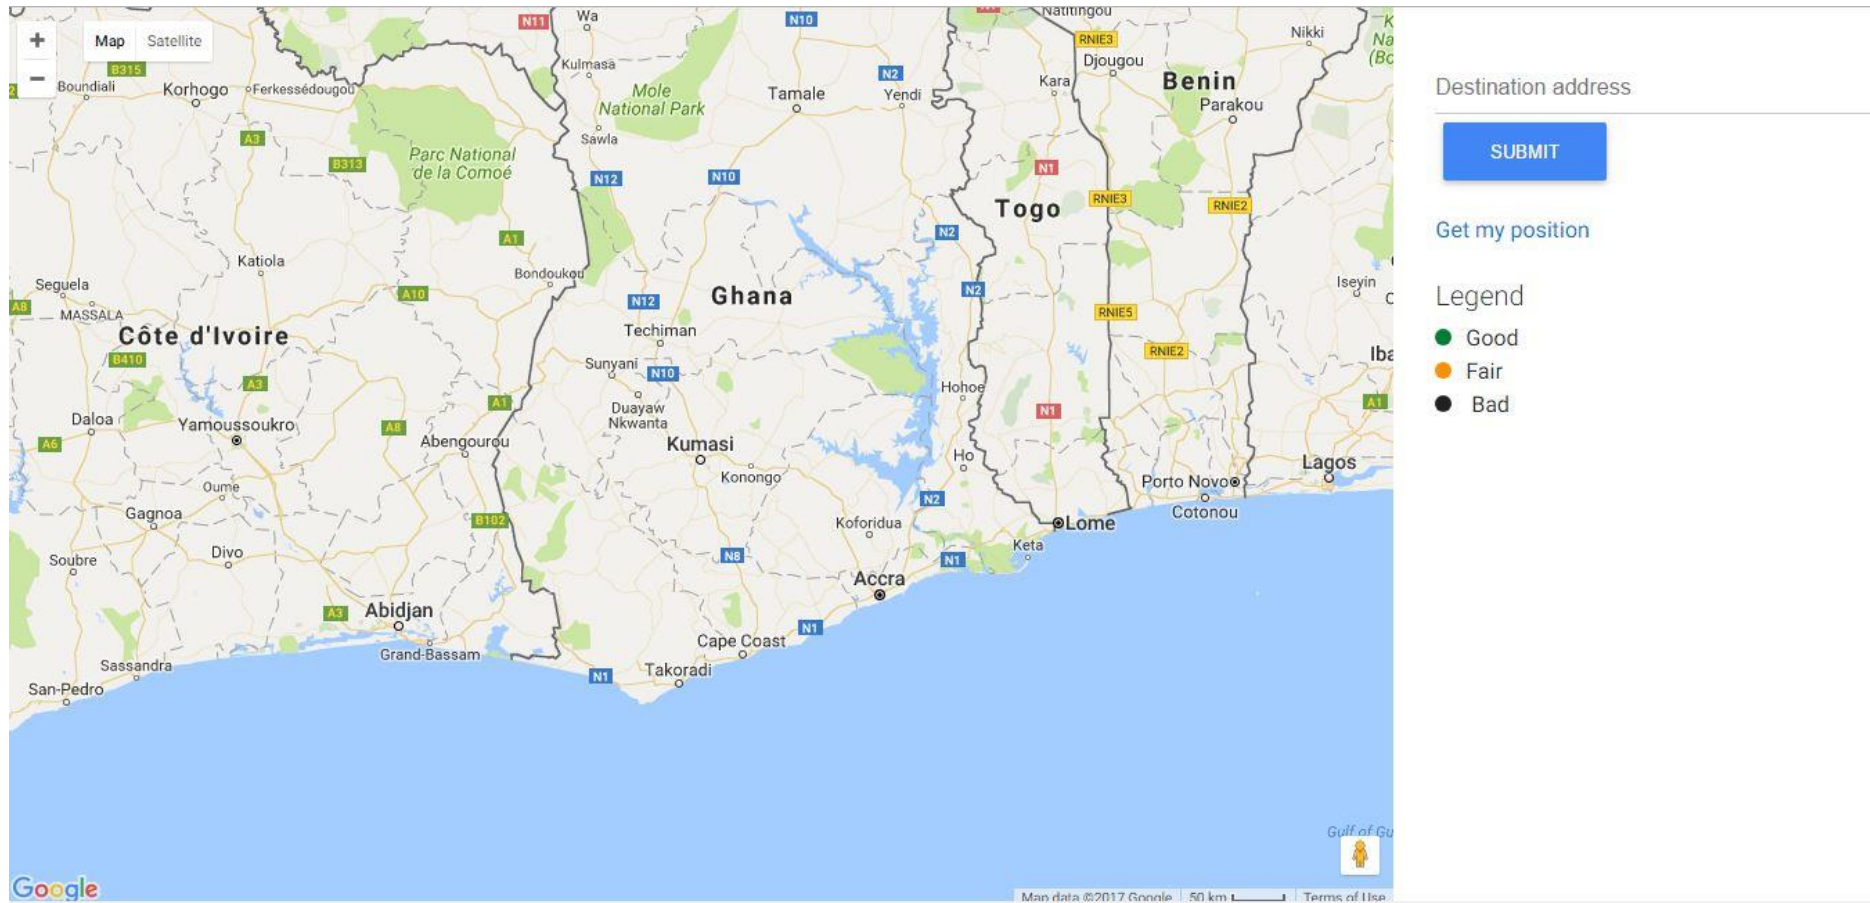 +
−
Map Satellite
N11
Wa
N10
Natitingou
RNIE3
Nikki
Djougou
B315
Boundiali
Korhogo
Ferkessédougou
Kulmasa
Mole
National Park
N2
Yendi
Tamale
Kara
Benin
Parakou
A3
Sawla
B313
Parc National
de la Comoé
N12
N10
N1
RNIE3
RNIE2
Togo
A1
N2
Katiola
Bondoukou
Seguela
A8
MASSALA
A10
N12
Ghana
N2
Iseyin
RNIE5
Côte d'Ivoire
Techiman
B410
Sunyani
N10
RNIE2
A3
Hohoe
Duayaw
Nkwanta
A1
N1
A1
Daloa
Yamoussoukro
A8
A6
Abengourou
Kumasi
Konongo
Ho
Lagos
Porto Novo
Oume
N2
Cotonou
Gagnoa
B102
Koforidua
Lome
Divo
Soubre
N8
Keta
N1
Accra
A3
Abidjan
N1
Cape Coast
Grand-Bassam
Sassandra
Takoradi
N1
San-Pedro
Gulf of Gu
Google
Map data ©2017 Google 50 km Terms of Use
Destination address
SUBMIT
Get my position
Legend
Good
Fair
Bad